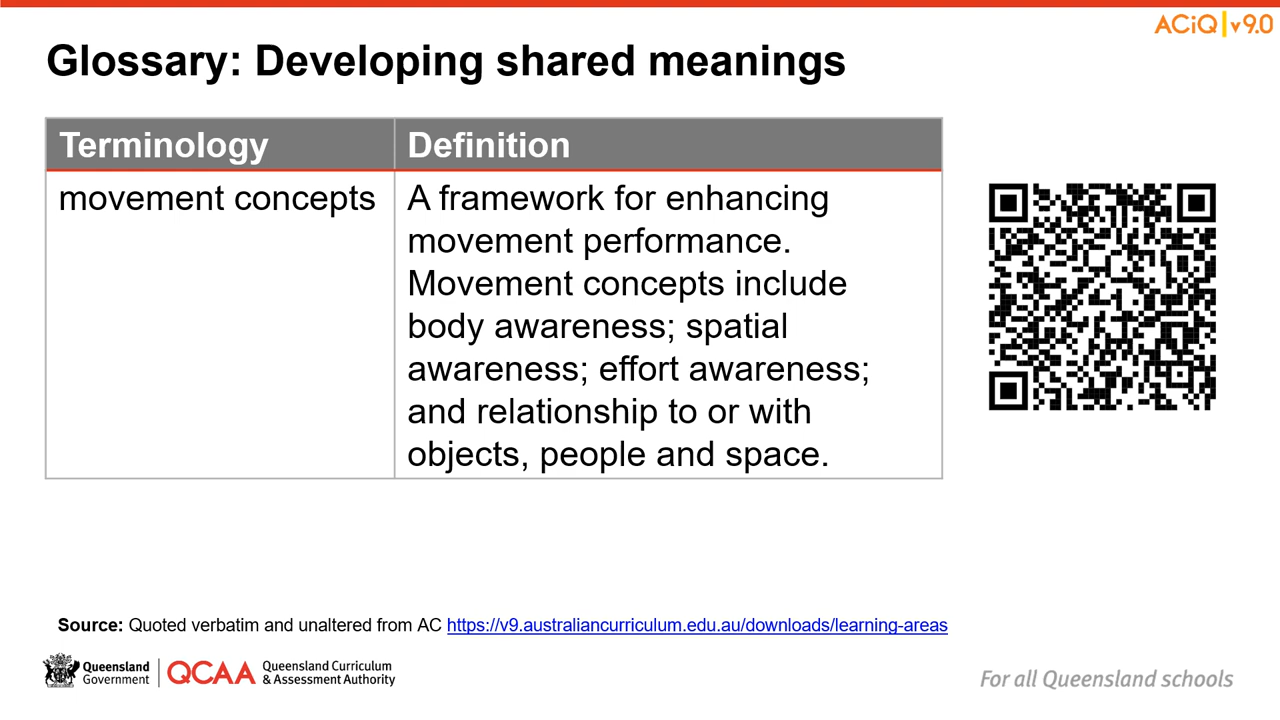 ACiQ v9.0
Glossary: Developing shared meanings
Terminology
Definition
movement concepts
A framework for enhancing
movement performance.
Movement concepts include
body awareness; spatial
awareness; effort awareness;
and relationship to or with
objects, people and space.
Source: Quoted verbatim and unaltered from AC https://v9.australiancurriculum.edu.au/downloads/learning-areas
Queensland
Government
QCAA
Queensland Curriculum
& Assessment Authority
For all Queensland schools